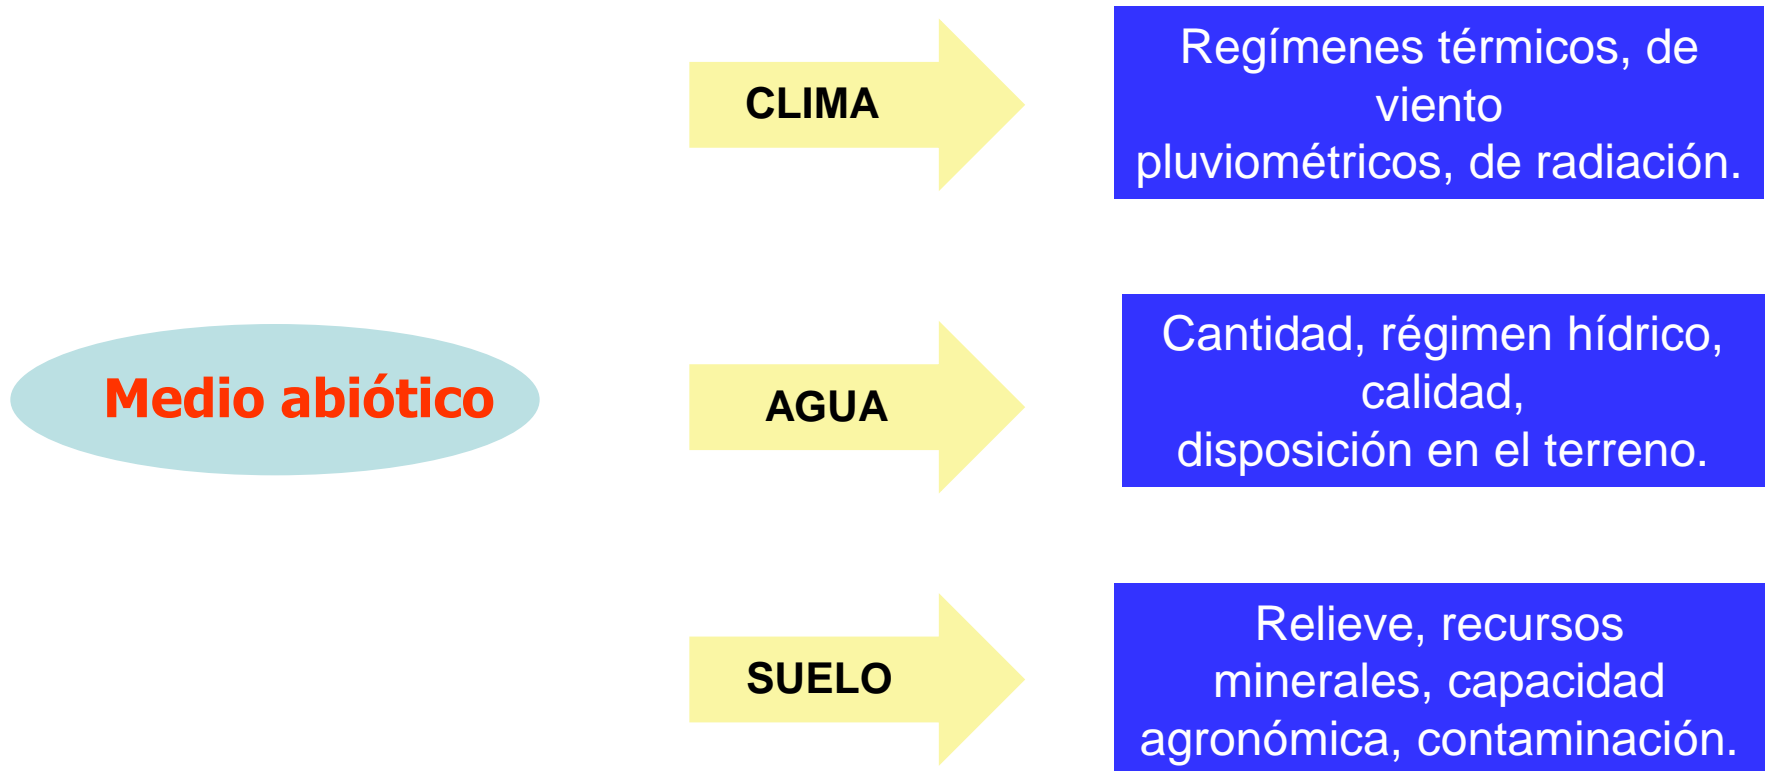 CLIMA
Regímenes térmicos, de
viento
pluviométricos, de radiación.
Medio abiótico
AGUA
Cantidad, régimen hídrico,
calidad,
disposición en el terreno.
SUELO
Relieve, recursos
minerales, capacidad
agronómica, contaminación.